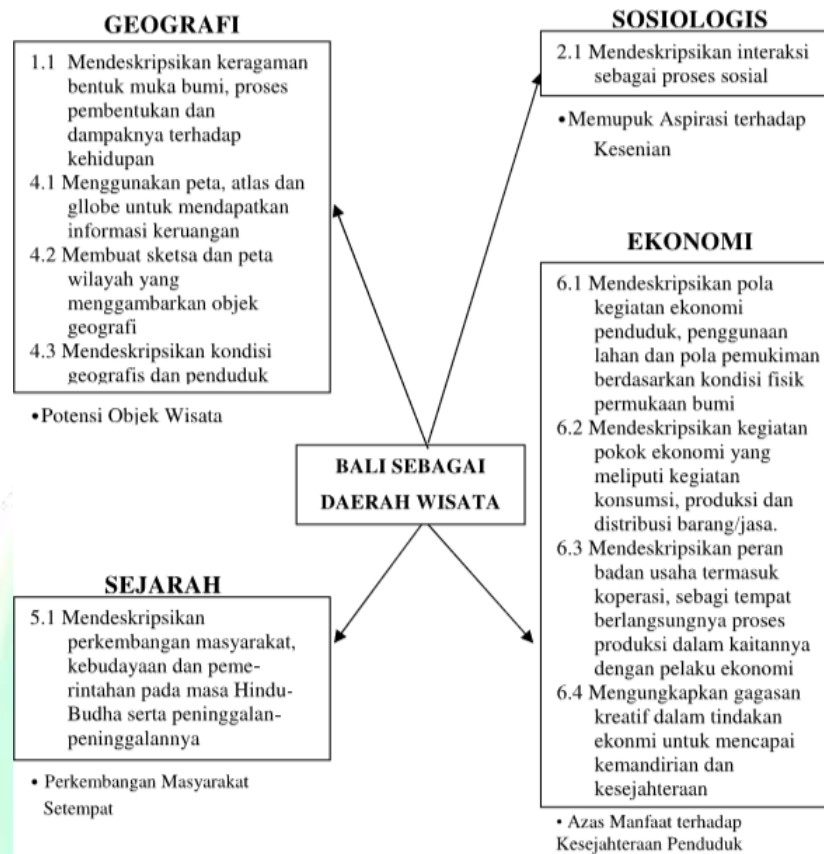 GEOGRAFI
1.1 Mendeskripsikan keragaman
bentuk muka bumi, proses
pembentukan dan
dampaknya terhadap
kehidupan
4.1 Menggunakan peta, atlas dan
gllobe untuk mendapatkan
informasi keruangan
4.2 Membuat sketsa dan peta
wilayah yang
menggambarkan objek
geografi
4.3 Mendeskripsikan kondisi
geografis dan penduduk
•Potensi Objek Wisata
SOSIOLOGIS
2.1 Mendeskripsikan interaksi
sebagai proses sosial
•Memupuk Aspirasi terhadap
Kesenian
BALI SEBAGAI
DAERAH WISATA
SEJARAH
5.1 Mendeskripsikan
perkembangan masyarakat,
kebudayaan dan peme-
rintahan pada masa Hindu-
Budha serta peninggalan-
peninggalannya
• Perkembangan Masyarakat
Setempat
EKONOMI
6.1 Mendeskripsikan pola
kegiatan ekonomi
penduduk, penggunaan
lahan dan pola pemukiman
berdasarkan kondisi fisik
permukaan bumi
6.2 Mendeskripsikan kegiatan
pokok ekonomi yang
meliputi kegiatan
konsumsi, produksi dan
distribusi barang/jasa.
6.3 Mendeskripsikan peran
badan usaha termasuk
koperasi, sebagi tempat
berlangsungnya proses
produksi dalam kaitannya
dengan pelaku ekonomi
6.4 Mengungkapkan gagasan
kreatif dalam tindakan
ekonmi untuk mencapai
kemandirian dan
kesejahteraan
• Azas Manfaat terhadap
Kesejahteraan Penduduk